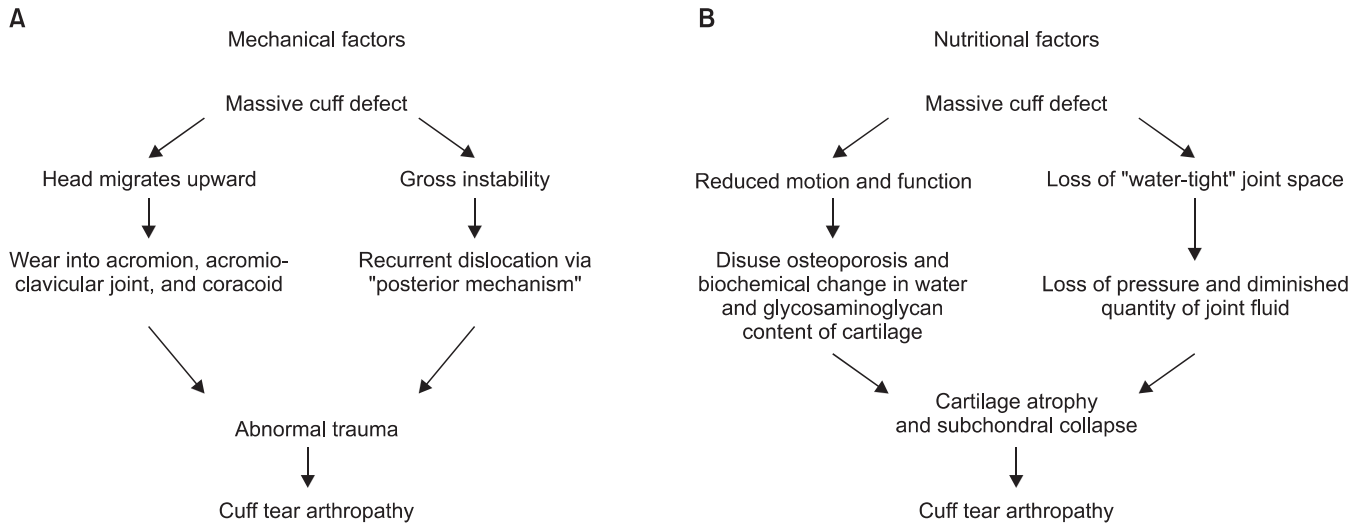 A
Mechanical factors
Massive cuff defect
Head migrates upward
Gross instability
Wear into acromion, acromio-
clavicular joint, and coracoid
Recurrent dislocation via
"posterior mechanism"
Abnormal trauma
Cuff tear arthropathy
B
Nutritional factors
Massive cuff defect
Reduced motion and function
Loss of "water-tight" joint space
Disuse osteoporosis and
biochemical change in water
and glycosaminoglycan
content of cartilage
Loss of pressure and diminished
quantity of joint fluid
Cartilage atrophy
and subchondral collapse
Cuff tear arthropathy